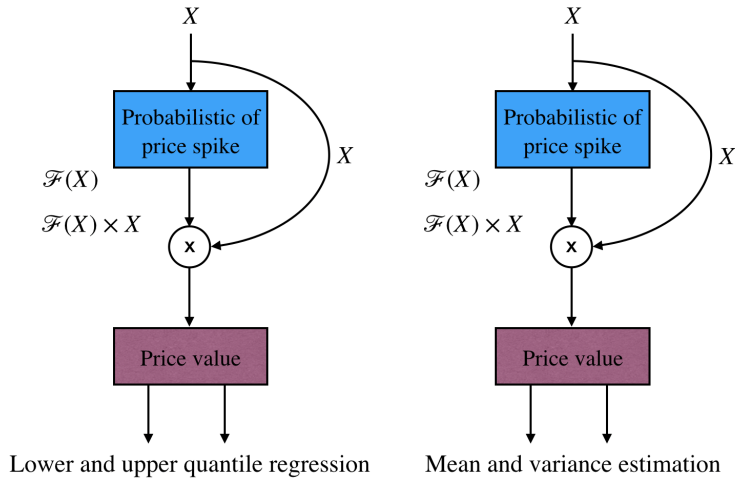 X
Probabilistic of
price spike
X
ℱ(X)
ℱ(X) × X
x
Price value
Lower and upper quantile regression
X
Probabilistic of
price spike
X
ℱ(X)
ℱ(X) × X
x
Price value
Mean and variance estimation